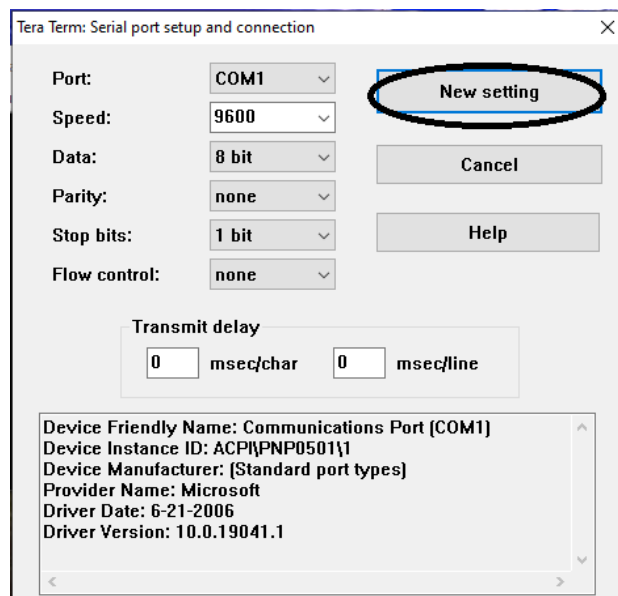 Tera Term: Serial port setup and connection
Port: COM1
New setting
Speed: 9600
Data: 8 bit
Cancel
Parity: none
Stop bits: 1 bit
Help
Flow control: none
Transmit delay
0 msec/char 0 msec/line
Device Friendly Name: Communications Port (COM1)
Device Instance ID: ACPI\PNP0501\1
Device Manufacturer: (Standard port types)
Provider Name: Microsoft
Driver Date: 6-21-2006
Driver Version: 10.0.19041.1